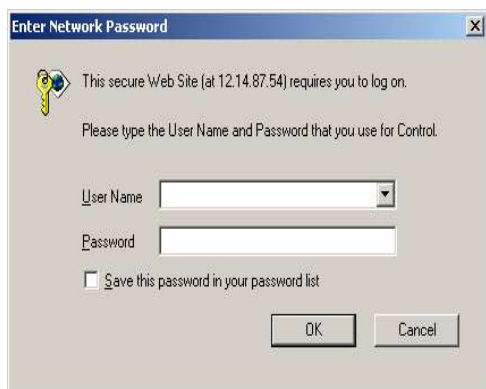 Enter Network Password
This secure Web Site (at 12.14.87.54) requires you to log on.
Please type the User Name and Password that you use for Control.
User Name
Password
Save this password in your password list
OK Cancel